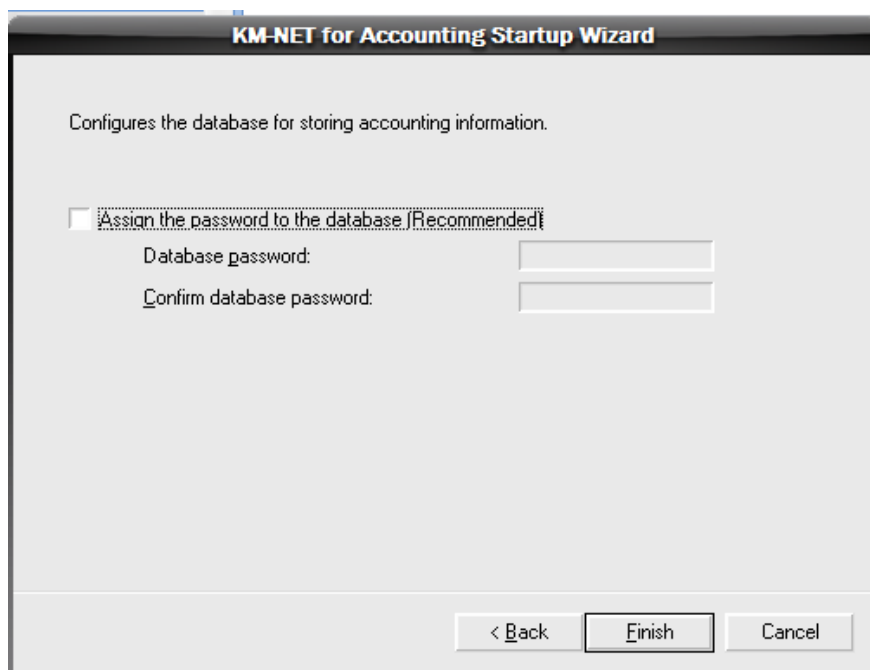 KM-NET for Accounting Startup Wizard
Configures the database for storing accounting information.
Assign the password to the database (Recommended)
Database password:
Confirm database password:
< Back
Finish
Cancel